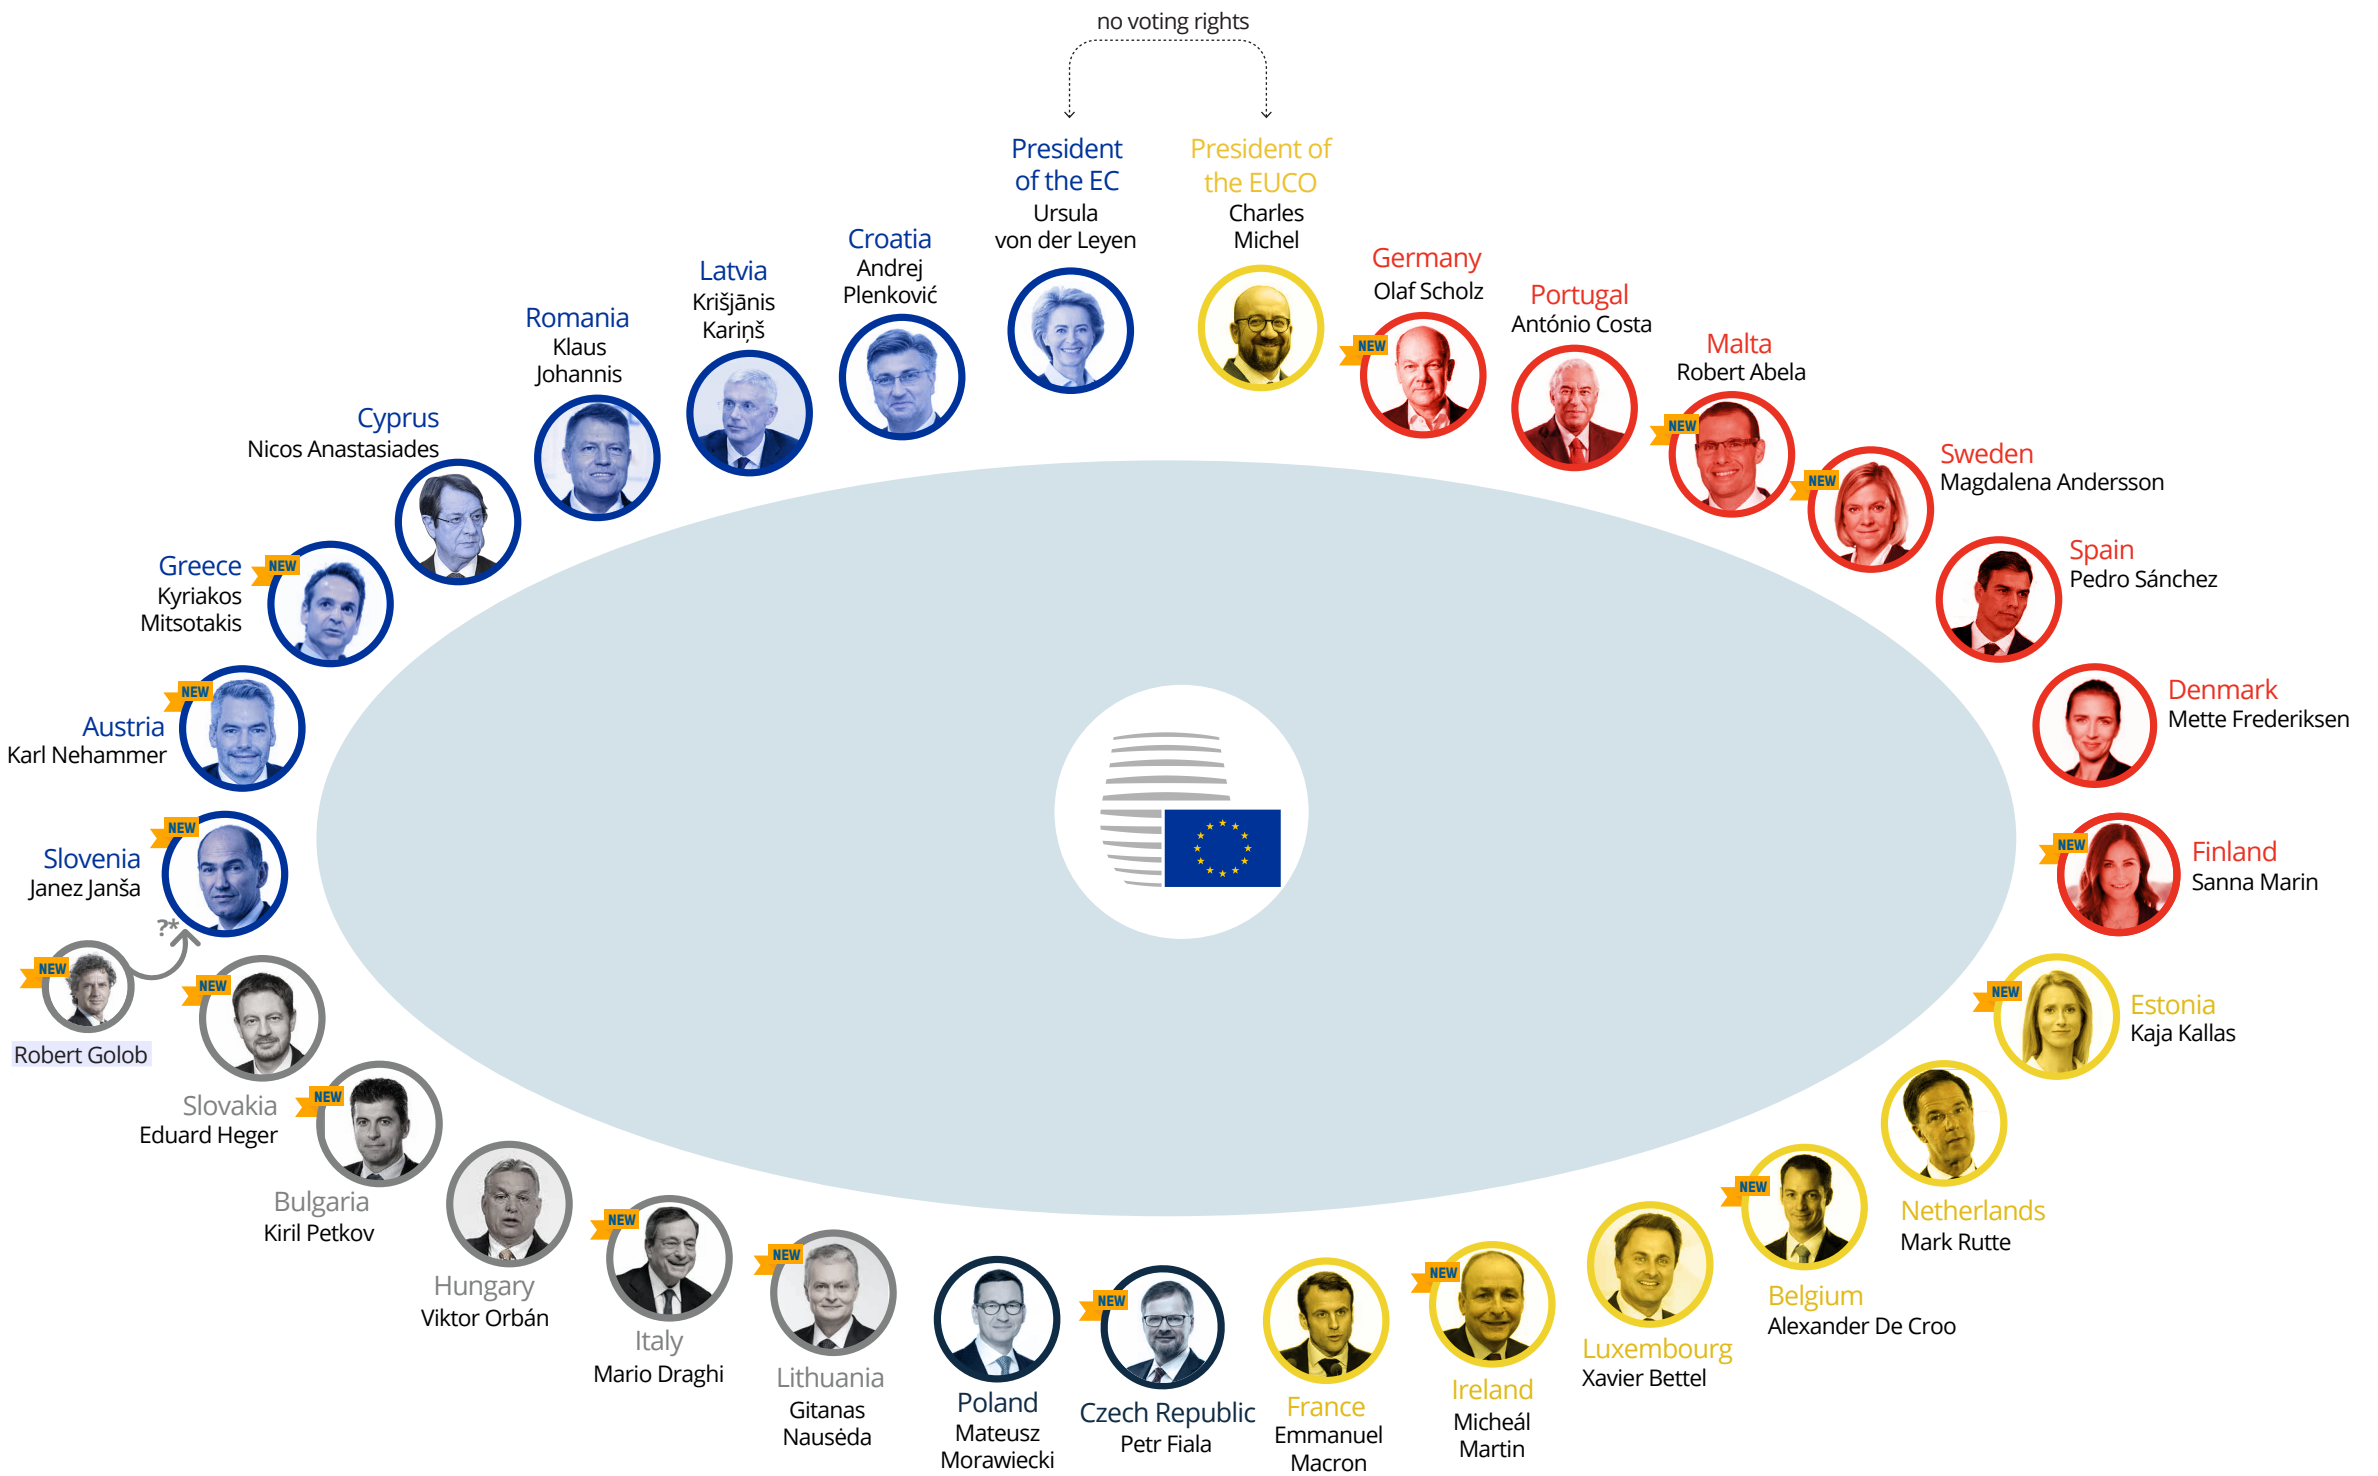 no voting rights
President
of the EC
Ursula
von der Leyen
President of
the EUCO
Charles
Michel
Germany
Olaf Scholz
NEW
Portugal
António Costa
Malta
Robert Abela
NEW
Sweden
Magdalena Andersson
NEW
Spain
Pedro Sánchez
Denmark
Mette Frederiksen
Finland
Sanna Marin
NEW
Estonia
Kaja Kallas
NEW
Netherlands
Mark Rutte
Belgium
Alexander De Croo
NEW
Luxembourg
Xavier Bettel
Ireland
Micheál
Martin
NEW
France
Emmanuel
Macron
Czech Republic
Petr Fiala
NEW
Poland
Mateusz
Morawiecki
Lithuania
Gitanas
Nausėda
NEW
Italy
Mario Draghi
NEW
Hungary
Viktor Orbán
Bulgaria
Kiril Petkov
NEW
Slovakia
Eduard Heger
NEW
Robert Golob
NEW
?*
Slovenia
Janez Janša
NEW
Austria
Karl Nehammer
NEW
Greece
Kyriakos
Mitsotakis
NEW
Cyprus
Nicos Anastasiades
Romania
Klaus
Johannis
Latvia
Krišjānis
Kariņš
Croatia
Andrej
Plenković